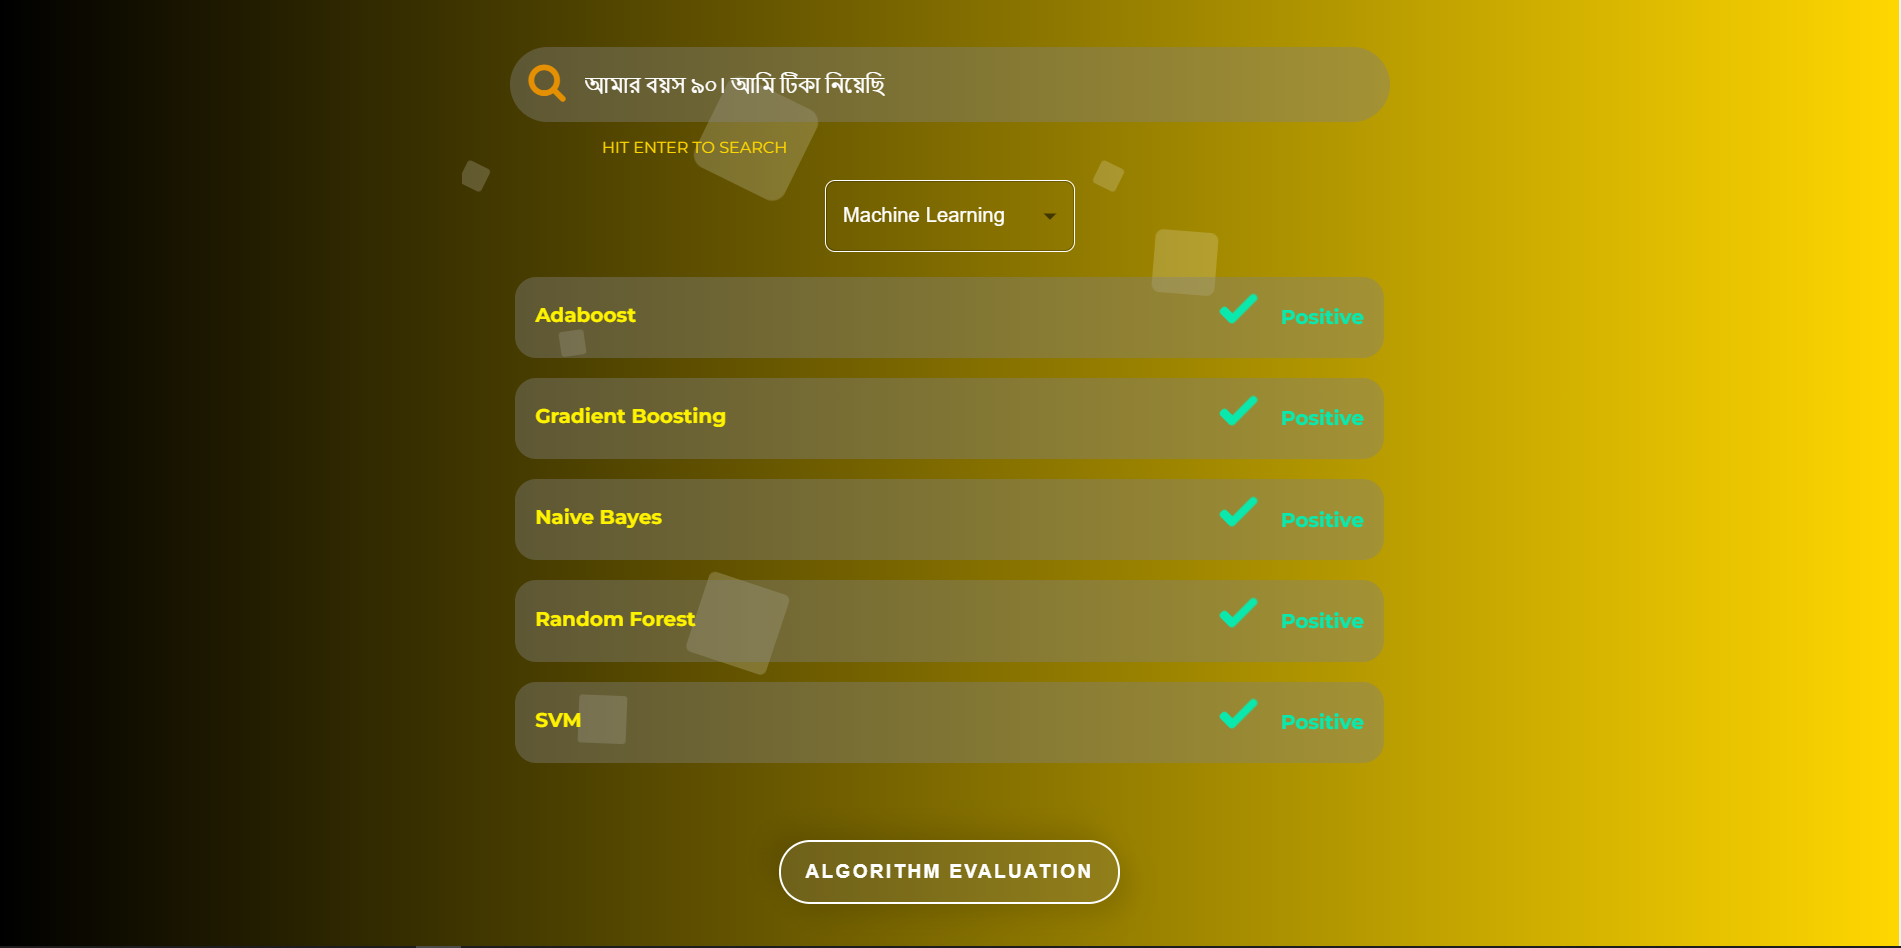 আমার বয়স ৯০। আমি টিকা নিয়েছি
HIT ENTER TO SEARCH
Machine Learning
Adaboost Positive
Gradient Boosting Positive
Naive Bayes Positive
Random Forest Positive
SVM Positive
ALGORITHM EVALUATION